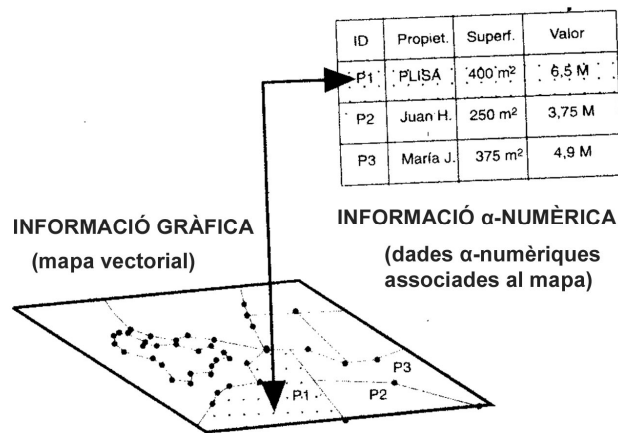 ID Propiet. Superf. Valor
P1 PLISA 400 m² 6,5 M
P2 Juan H. 250 m² 3,75 M
P3 María J. 375 m² 4,9 M
INFORMACIÓ GRÀFICA
(mapa vectorial)
INFORMACIÓ α-NUMÈRICA
(dades α-numèriques
associades al mapa)
P3
P1
P2